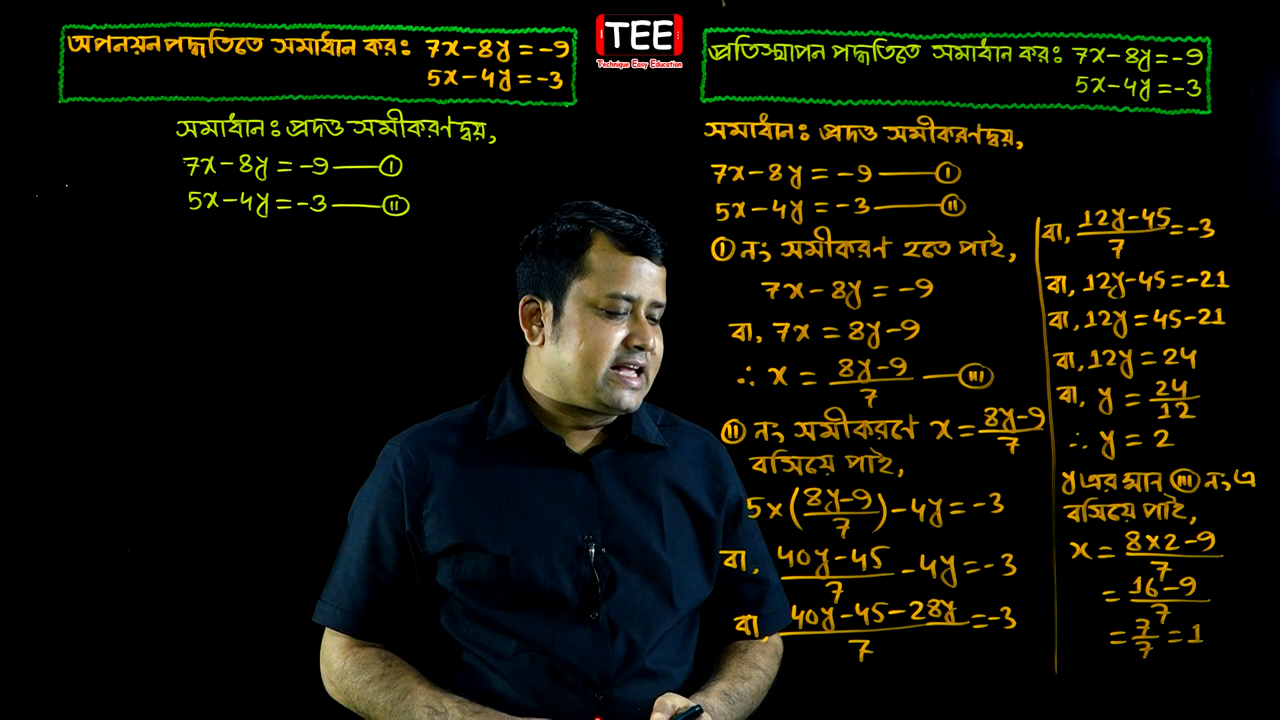 অপনয়ন পদ্ধতিতে সমাধান কর: 7x-8y=-9
5x-4y=-3
সমাধান: প্রদত্ত সমীকরণদ্বয়,
7x-8y=-9 — (i)
5x-4y=-3 — (ii)
TEE
Technique Easy Education
প্রতিস্থাপন পদ্ধতিতে সমাধান কর: 7x-8y=-9
5x-4y=-3
সমাধান: প্রদত্ত সমীকরণদ্বয়,
7x-8y=-9 — (i)
5x-4y=-3 — (ii)
(i) নং সমীকরণ হতে পাই,
7x-8y=-9
বা, 7x=8y-9
∴ x = (8y-9)/7 — (iii)
(ii) নং সমীকরণে x=(8y-9)/7
বসিয়ে পাই,
5×((8y-9)/7)-4y=-3
বা, (40y-45)/7 -4y=-3
বা, (40y-45-28y)/7 =-3
বা, (12y-45)/7 =-3
বা, 12y-45=-21
বা, 12y=45-21
বা, 12y=24
বা, y = 24/12
∴ y = 2
y এর মান (iii) নং এ
বসিয়ে পাই,
x = (8×2-9)/7
= (16-9)/7
= 7/7 = 1